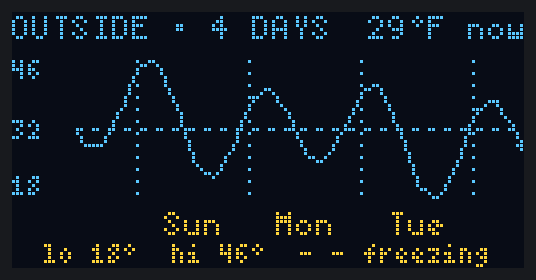 OUTSIDE · 4 DAYS 29°F now
46
32
18
Sun Mon Tue
lo 18° hi 46° - - freezing